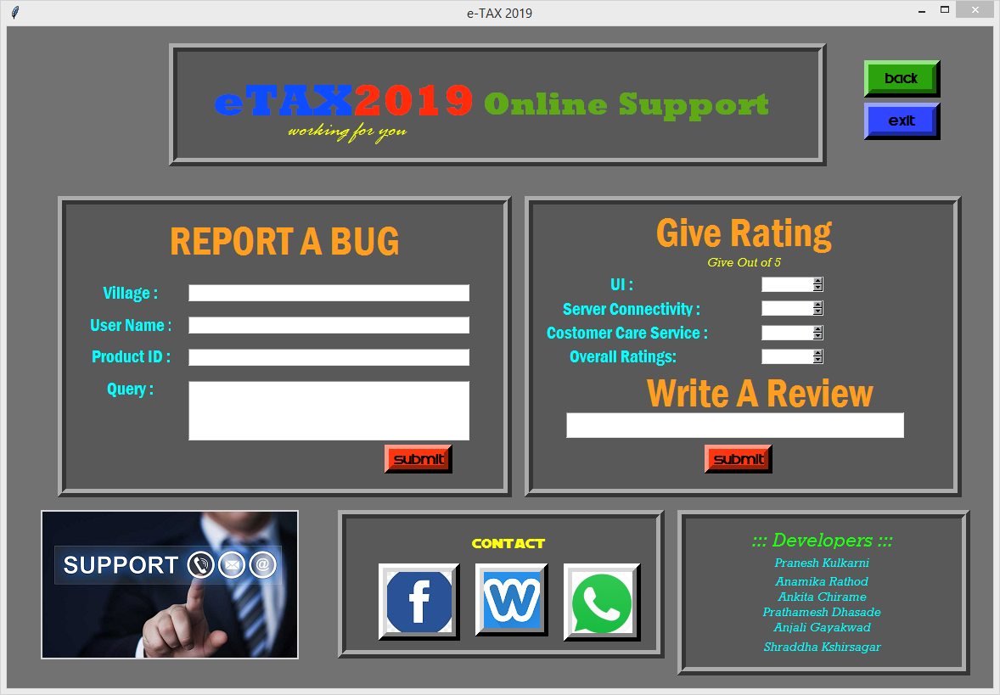 e-TAX 2019
eTAX2019 Online Support
working for you
back
exit
REPORT A BUG
Village :
User Name :
Product ID :
Query :
submit
Give Rating
Give Out of 5
UI :
Server Connectivity :
Costomer Care Service :
Overall Ratings:
Write A Review
submit
SUPPORT @
CONTACT
f W
::: Developers :::
Pranesh Kulkarni
Anamika Rathod
Ankita Chirame
Prathamesh Dhasade
Anjali Gayakwad
Shraddha Kshirsagar